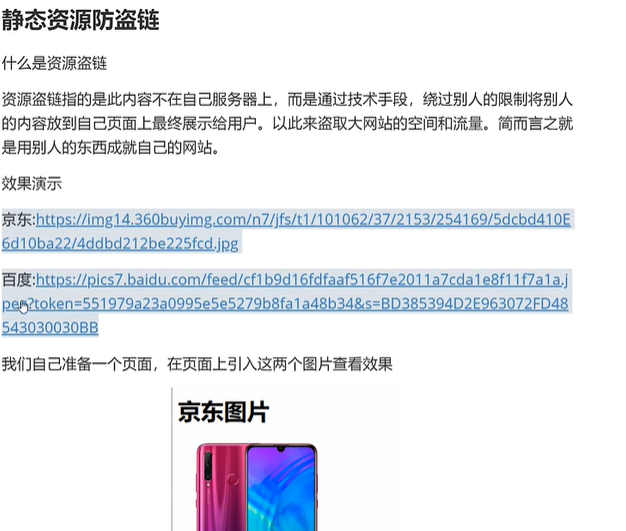 静态资源防盗链
什么是资源盗链
资源盗链指的是此内容不在自己服务器上，而是通过技术手段，绕过别人的限制将别人
的内容放到自己页面上最终展示给用户。以此来盗取大网站的空间和流量。简而言之就
是用别人的东西成就自己的网站。
效果演示
京东:https://img14.360buyimg.com/n7/jfs/t1/101062/37/2153/254169/5dcbd410E
6d10ba22/4ddbd212be225fcd.jpg
百度:https://pics7.baidu.com/feed/cf1b9d16fdfaaf516f7e2011a7cda1e8f11f7a1a.j
peg?token=551979a23a0995e5e5279b8fa1a48b34&s=BD385394D2E963072FD48
543030030BB
我们自己准备一个页面，在页面上引入这两个图片查看效果
京东图片